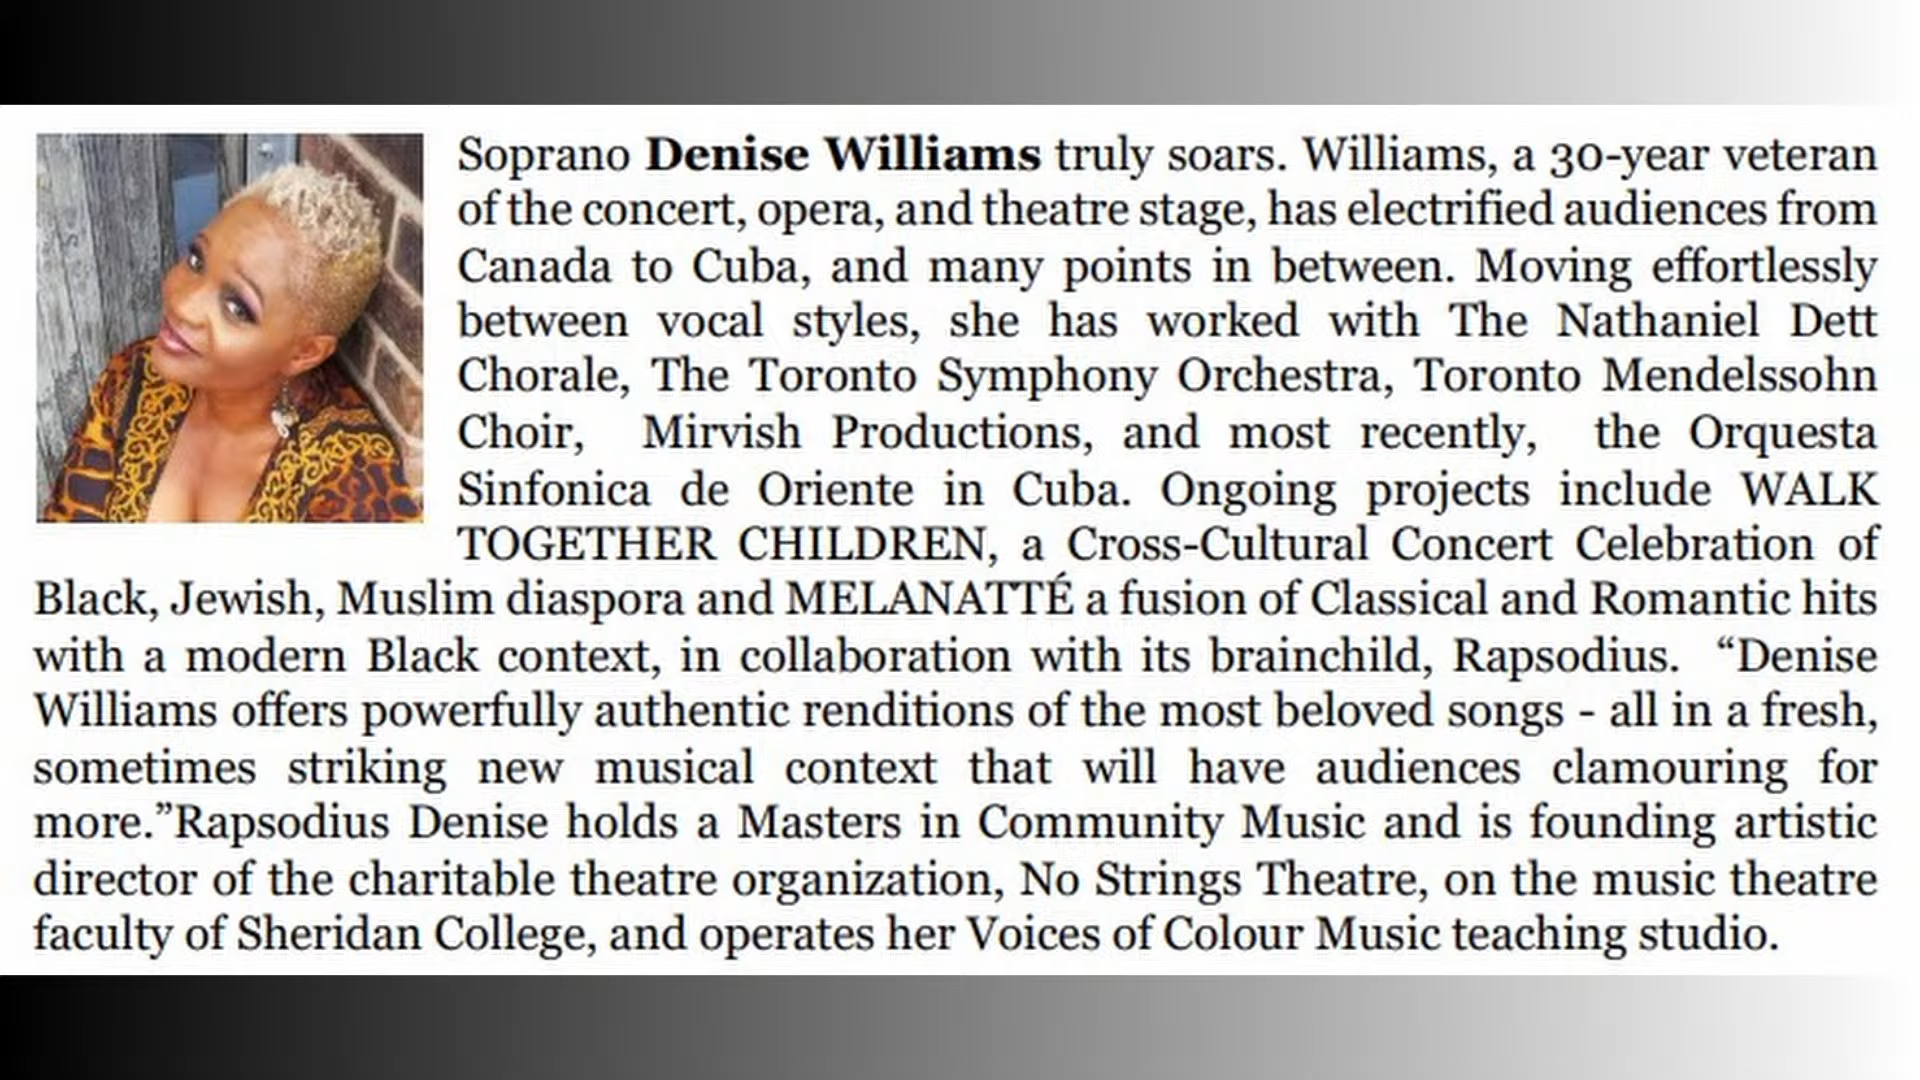 Soprano Denise Williams truly soars. Williams, a 30-year veteran
of the concert, opera, and theatre stage, has electrified audiences from
Canada to Cuba, and many points in between. Moving effortlessly
between vocal styles, she has worked with The Nathaniel Dett
Chorale, The Toronto Symphony Orchestra, Toronto Mendelssohn
Choir, Mirvish Productions, and most recently, the Orquesta
Sinfonica de Oriente in Cuba. Ongoing projects include WALK
TOGETHER CHILDREN, a Cross-Cultural Concert Celebration of
Black, Jewish, Muslim diaspora and MELANATTÉ a fusion of Classical and Romantic hits
with a modern Black context, in collaboration with its brainchild, Rapsodius. “Denise
Williams offers powerfully authentic renditions of the most beloved songs - all in a fresh,
sometimes striking new musical context that will have audiences clamouring for
more.”Rapsodius Denise holds a Masters in Community Music and is founding artistic
director of the charitable theatre organization, No Strings Theatre, on the music theatre
faculty of Sheridan College, and operates her Voices of Colour Music teaching studio.